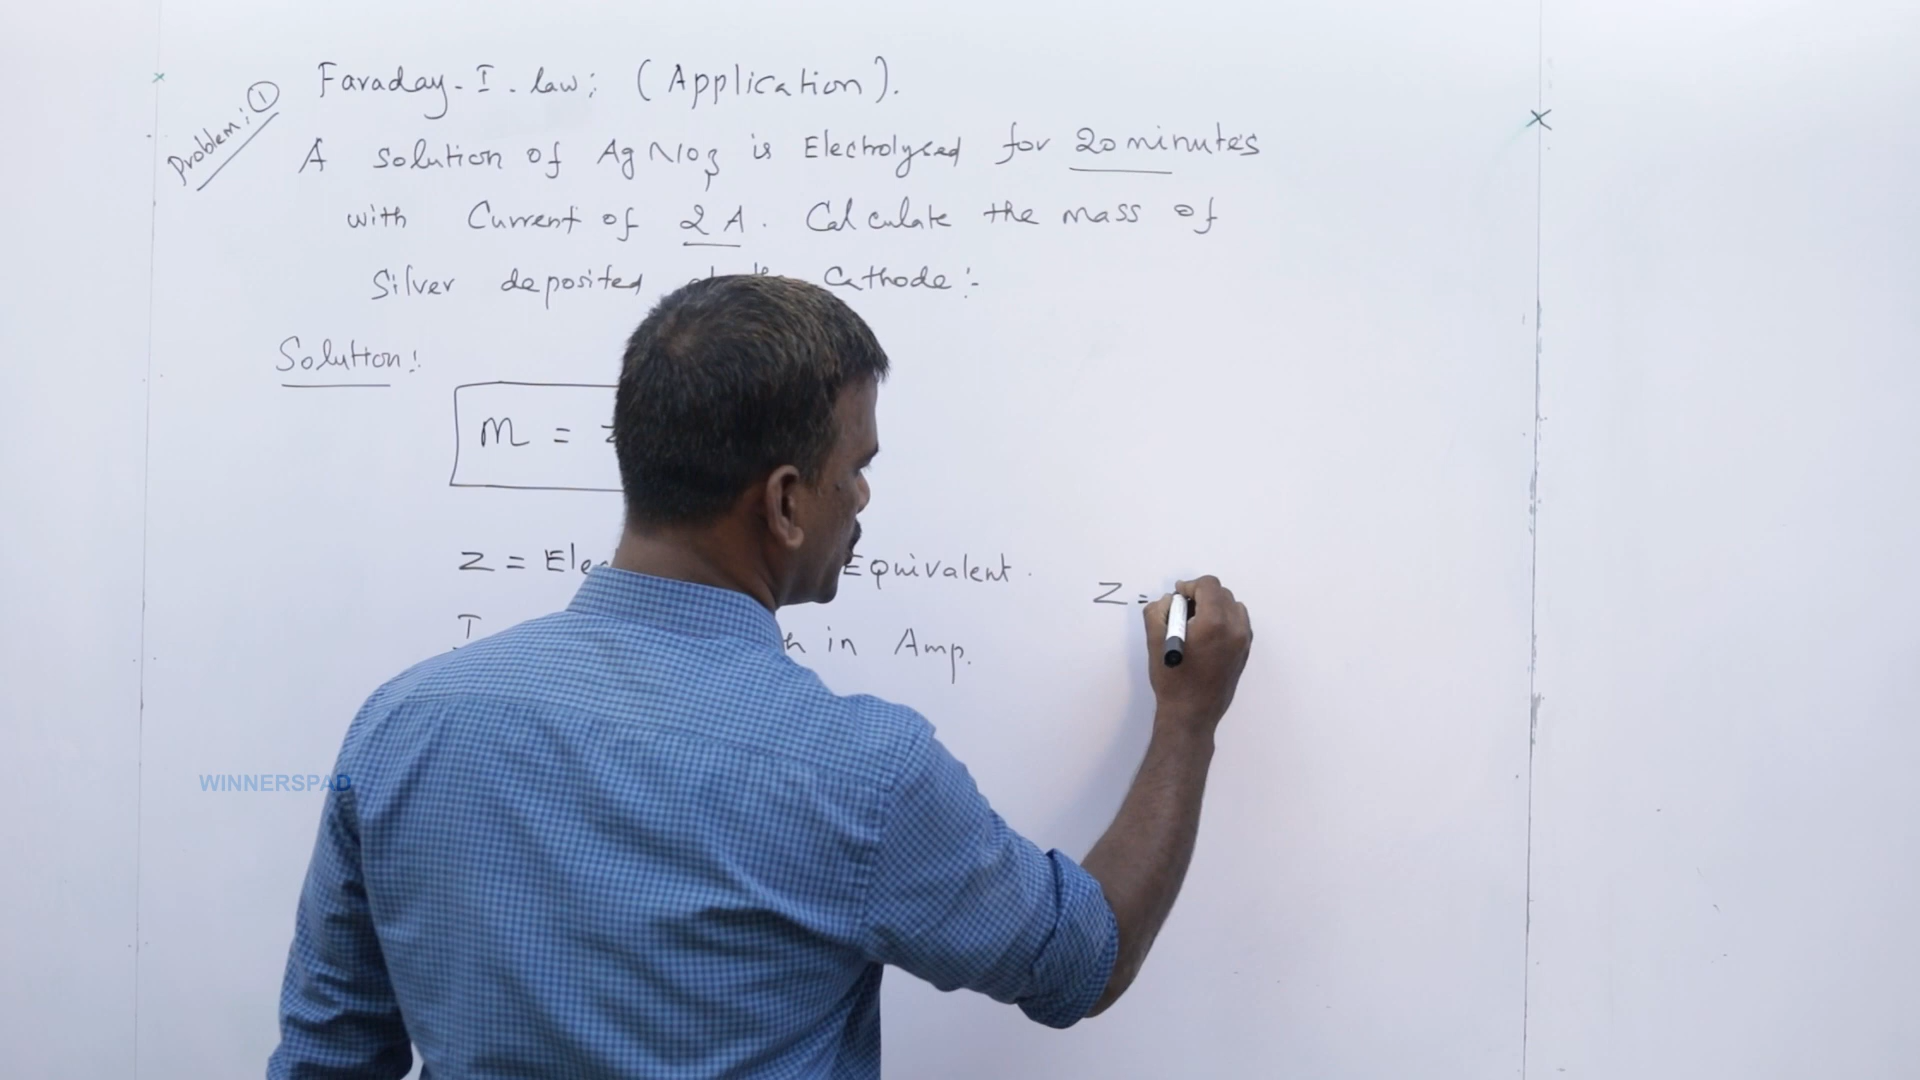 Problem: ①
Faraday - I - law: (Application).
A solution of AgNO3 is Electrolysed for 20 minutes
with Current of 2 A. Calculate the mass of
Silver deposited Cathode:-
Solution:
m =
Z = Equivalent.
Z =
I in Amp.
WINNERSPAD